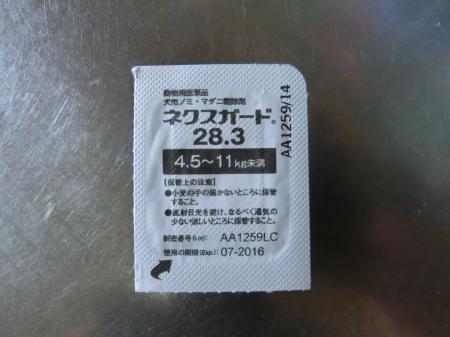 動物用医薬品
犬用ノミ・マダニ駆除剤
ネクスガード®
28.3
4.5～11kg未満
【保管上の注意】
●小児の手の届かないところに保管
すること。
●直射日光を避け、なるべく湿気の
少ない涼しいところに保管すること。
製造番号(Lot): AA1259LC
使用の期限(Exp.): 07-2016
AA1259/14